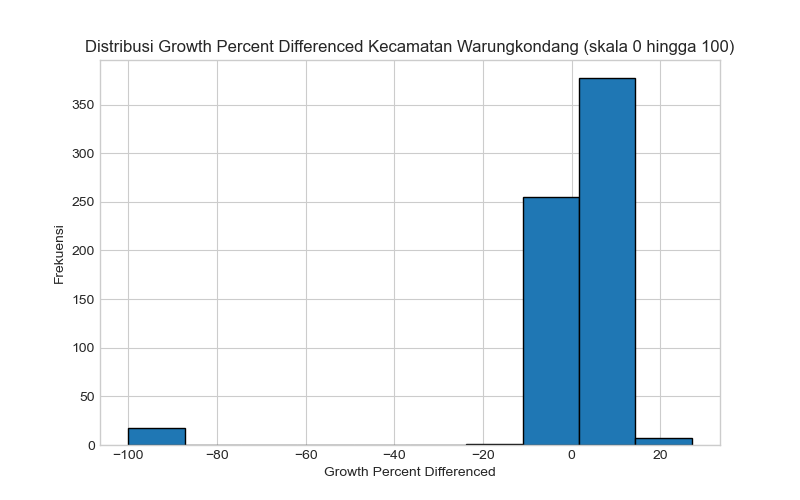 Distribusi Growth Percent Differenced Kecamatan Warungkondang (skala 0 hingga 100)
Frekuensi
350
300
250
200
150
100
50
0
−100 −80 −60 −40 −20 0 20
Growth Percent Differenced